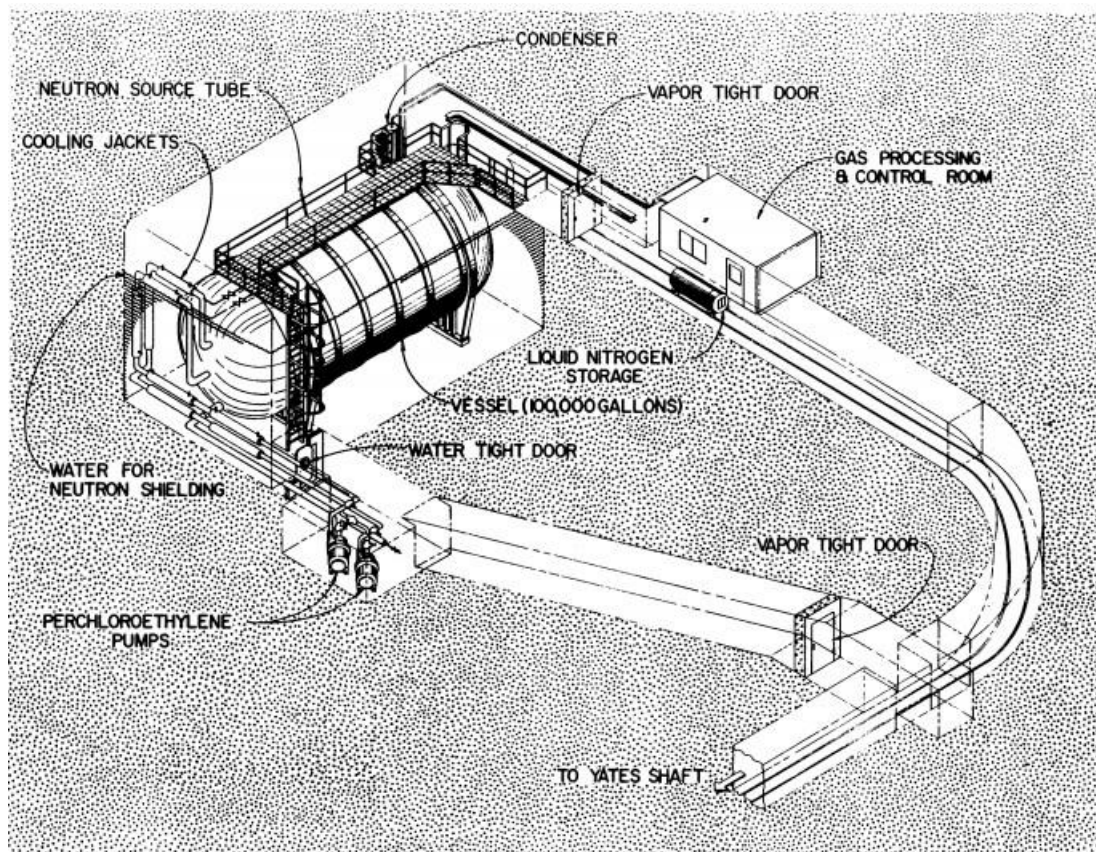 CONDENSER
NEUTRON SOURCE TUBE
VAPOR TIGHT DOOR
COOLING JACKETS
GAS PROCESSING
& CONTROL ROOM
LIQUID NITROGEN
STORAGE
VESSEL (100,000 GALLONS)
WATER TIGHT DOOR
WATER FOR
NEUTRON SHIELDING
VAPOR TIGHT DOOR
PERCHLOROETHYLENE
PUMPS
TO YATES SHAFT